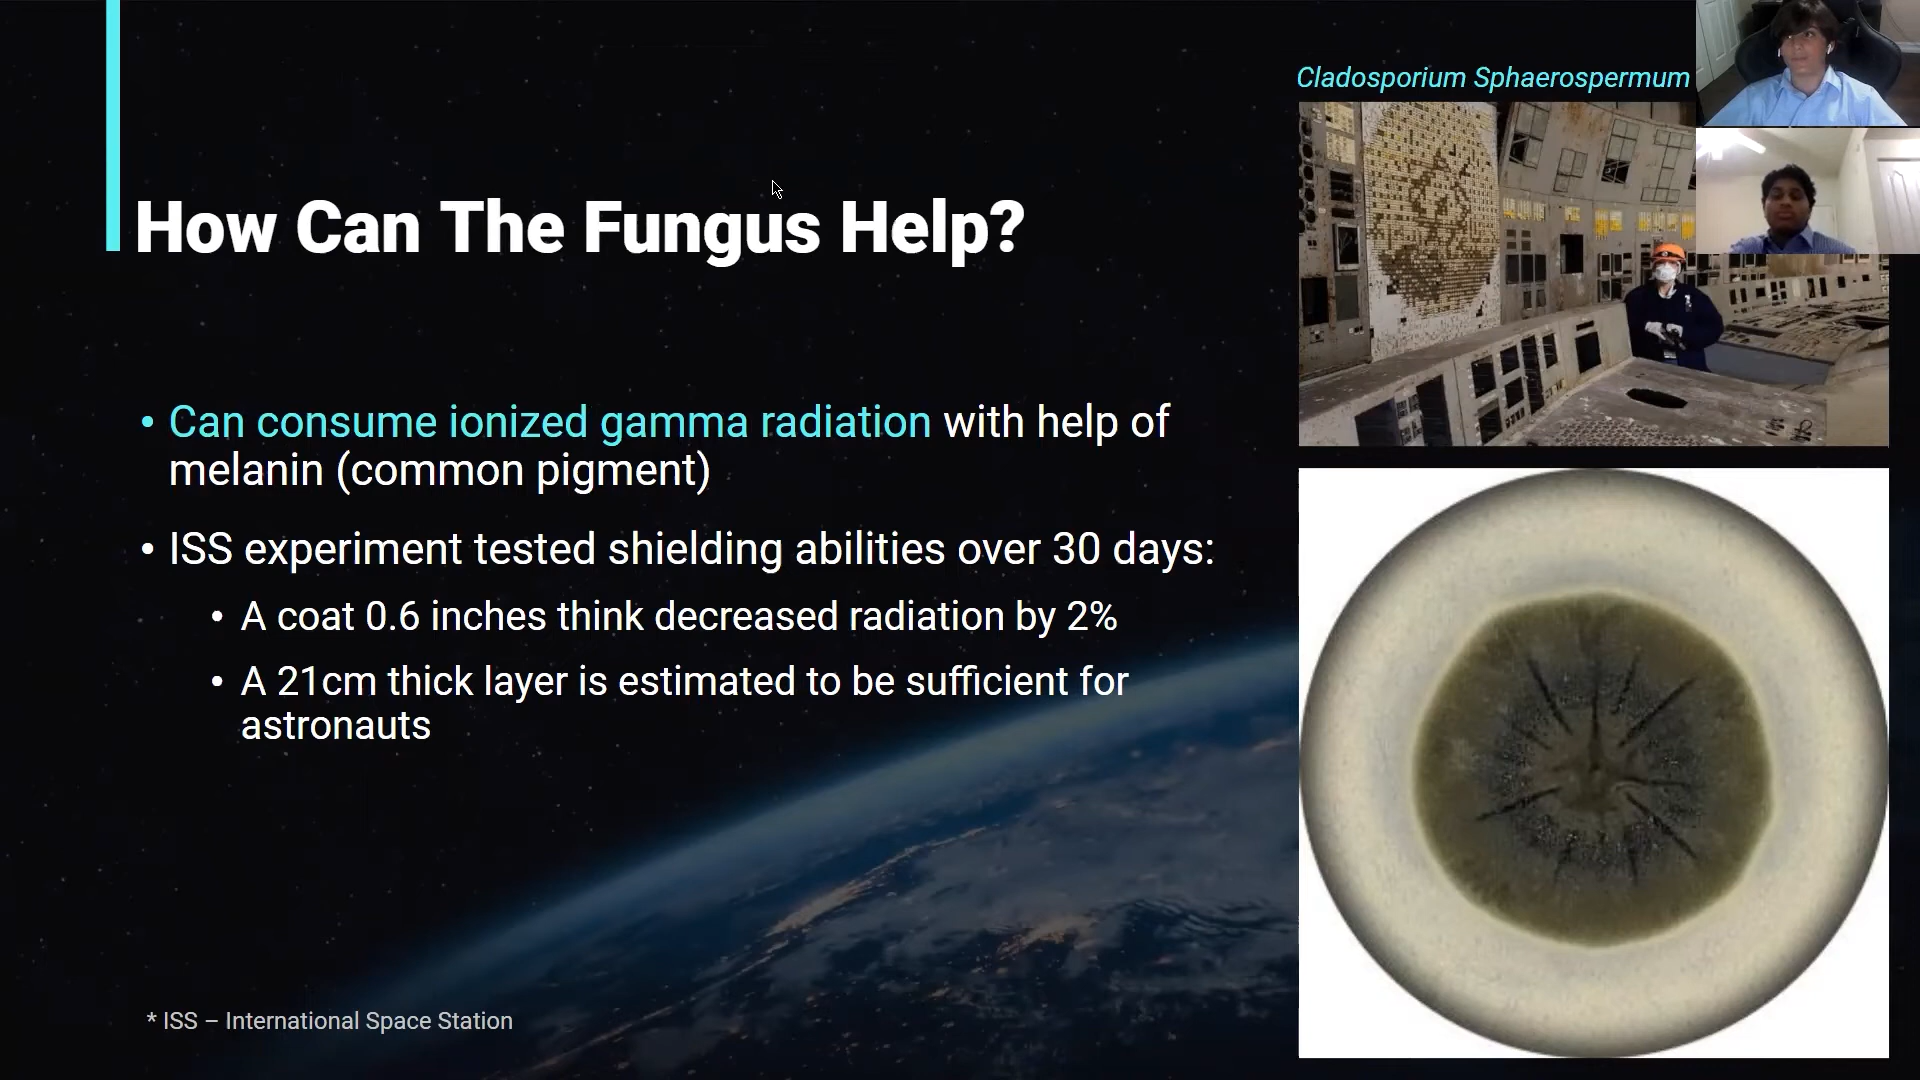 Cladosporium Sphaerospermum
How Can The Fungus Help?
• Can consume ionized gamma radiation with help of
melanin (common pigment)
• ISS experiment tested shielding abilities over 30 days:
• A coat 0.6 inches think decreased radiation by 2%
• A 21cm thick layer is estimated to be sufficient for
astronauts
* ISS – International Space Station